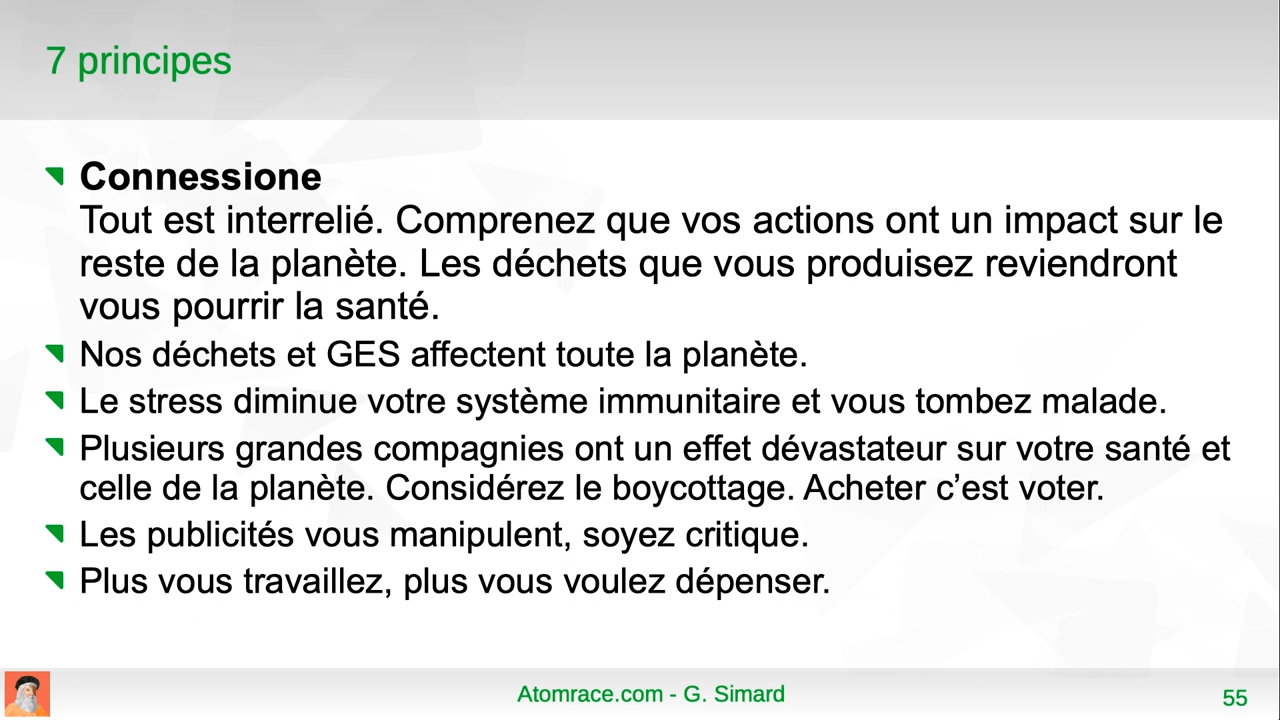 7 principes
Connessione
Tout est interrelié. Comprenez que vos actions ont un impact sur le
reste de la planète. Les déchets que vous produisez reviendront
vous pourrir la santé.
Nos déchets et GES affectent toute la planète.
Le stress diminue votre système immunitaire et vous tombez malade.
Plusieurs grandes compagnies ont un effet dévastateur sur votre santé et
celle de la planète. Considérez le boycottage. Acheter c’est voter.
Les publicités vous manipulent, soyez critique.
Plus vous travaillez, plus vous voulez dépenser.
Atomrace.com - G. Simard
55